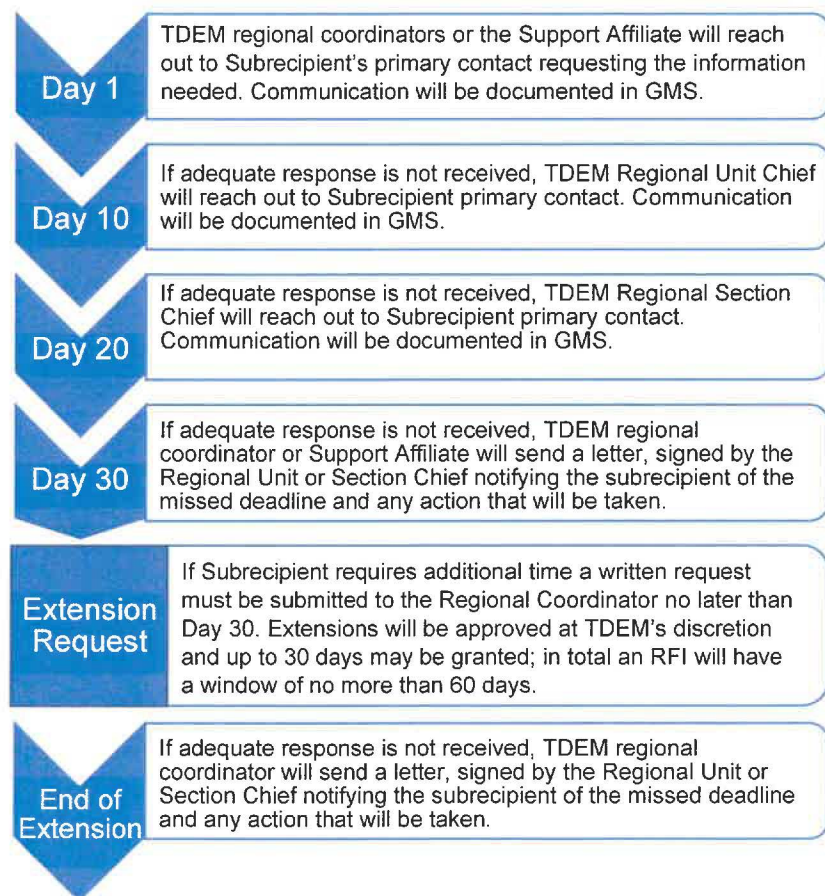 Day 1
TDEM regional coordinators or the Support Affiliate will reach
out to Subrecipient's primary contact requesting the information
needed. Communication will be documented in GMS.
Day 10
If adequate response is not received, TDEM Regional Unit Chief
will reach out to Subrecipient primary contact. Communication
will be documented in GMS.
Day 20
If adequate response is not received, TDEM Regional Section
Chief will reach out to Subrecipient primary contact.
Communication will be documented in GMS.
Day 30
If adequate response is not received, TDEM regional
coordinator or Support Affiliate will send a letter, signed by the
Regional Unit or Section Chief notifying the subrecipient of the
missed deadline and any action that will be taken.
Extension
Request
If Subrecipient requires additional time a written request
must be submitted to the Regional Coordinator no later than
Day 30. Extensions will be approved at TDEM's discretion
and up to 30 days may be granted; in total an RFI will have
a window of no more than 60 days.
End of
Extension
If adequate response is not received, TDEM regional
coordinator will send a letter, signed by the Regional Unit or
Section Chief notifying the subrecipient of the missed deadline
and any action that will be taken.